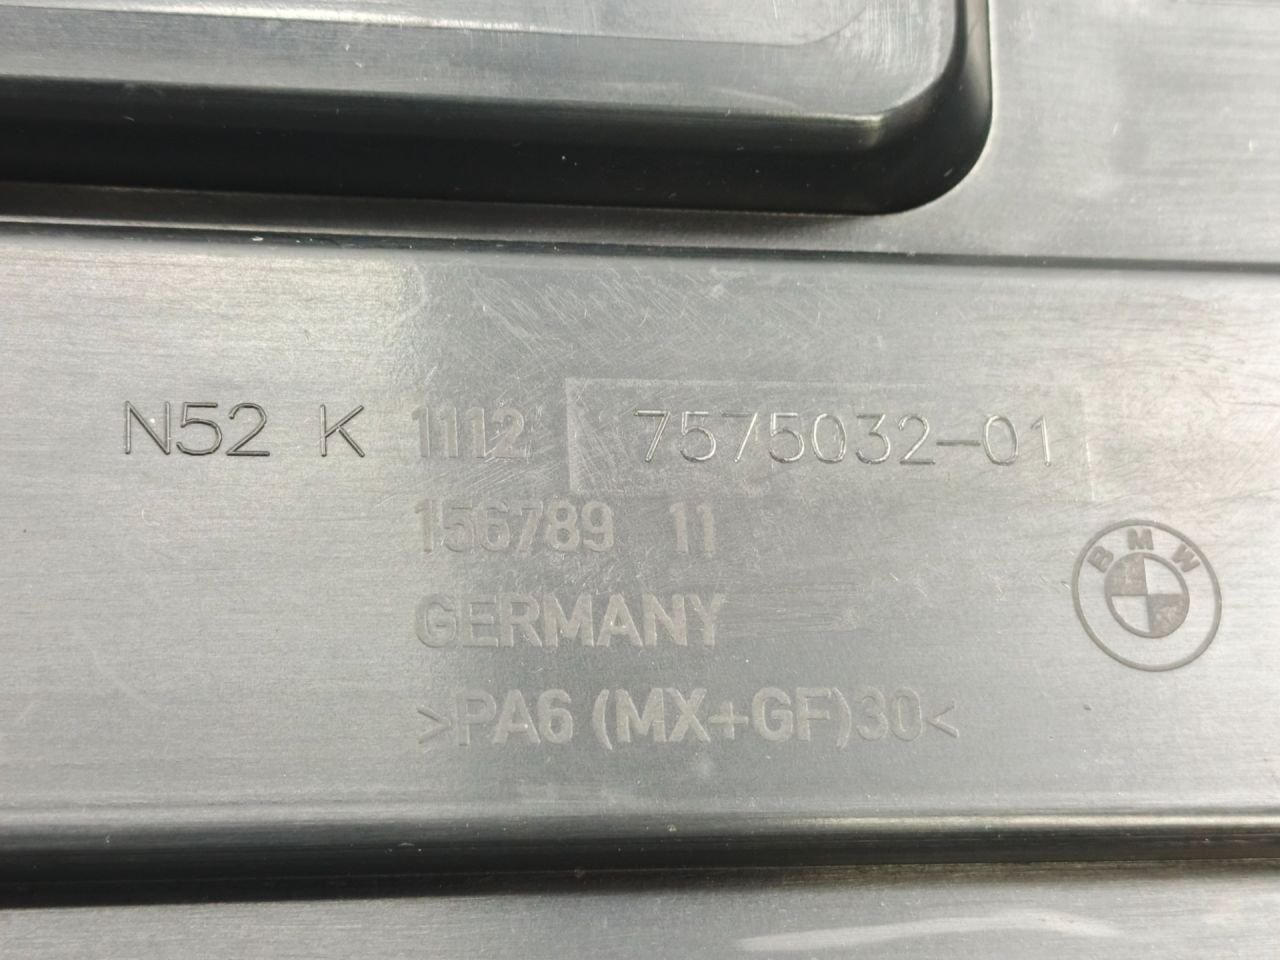 N52 K 1112 7575032-01
156789 11
GERMANY
>PA6 (MX+GF)30<
BMW